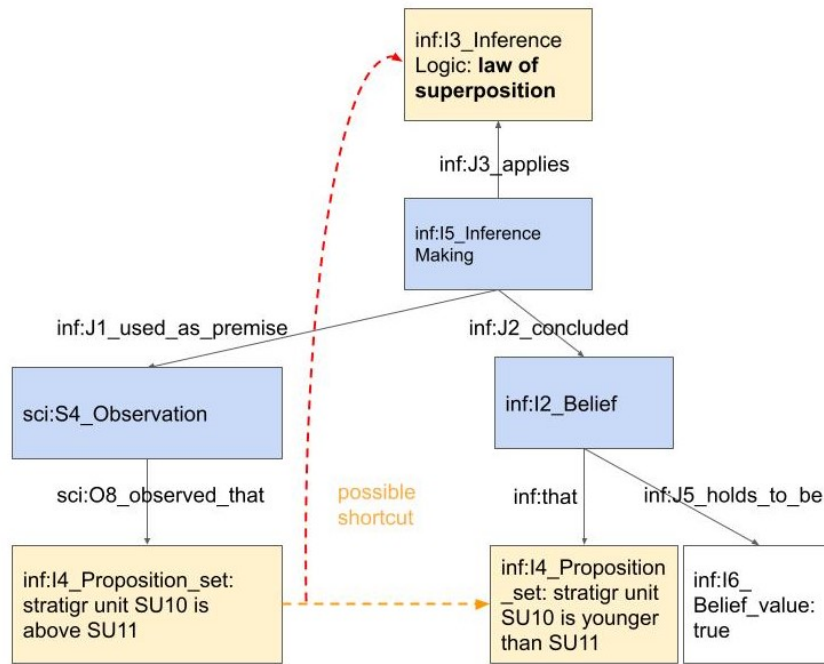 inf:I3_Inference
Logic: law of
superposition
inf:J3_applies
inf:I5_Inference
Making
inf:J1_used_as_premise
inf:J2_concluded
sci:S4_Observation
inf:I2_Belief
sci:O8_observed_that
possible
shortcut
inf:that
inf:J5_holds_to_be
inf:I4_Proposition_set:
stratigr unit SU10 is
above SU11
inf:I4_Proposition
_set: stratigr unit
SU10 is younger
than SU11
inf:I6_
Belief_value:
true